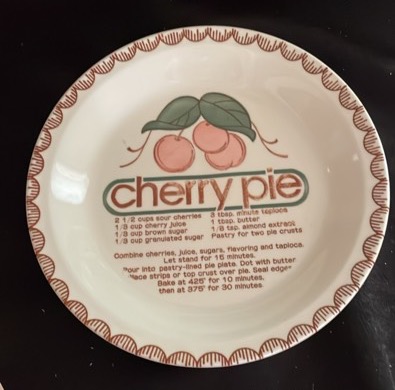 cherry pie
2 1/2 cups sour cherries 3 tbsp. minute tapioca
1/3 cup cherry juice 1 tbsp. butter
1/3 cup brown sugar 1/8 tsp. almond extract
1/3 cup granulated sugar Pastry for two pie crusts
Combine cherries, juice, sugars, flavoring and tapioca.
Let stand for 15 minutes.
Pour into pastry-lined pie plate. Dot with butter
Place strips or top crust over pie. Seal edges
Bake at 425° for 10 minutes.
then at 375° for 30 minutes.